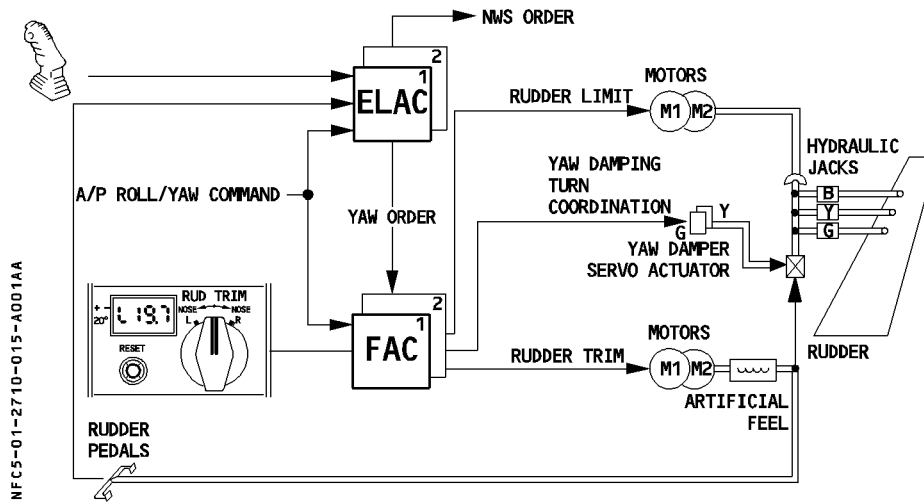 NWS ORDER
2
1
ELAC
MOTORS
RUDDER LIMIT
M1 M2
HYDRAULIC
JACKS
A/P ROLL/YAW COMMAND
YAW DAMPING
TURN
COORDINATION
B
Y
G
YAW ORDER
Y
G
YAW DAMPER
SERVO ACTUATOR
RUD TRIM
+ -
20°
L 19.7
NOSE NOSE
L R
RESET
2
1
FAC
MOTORS
RUDDER TRIM
M1 M2
RUDDER
ARTIFICIAL
FEEL
RUDDER
PEDALS
NFC5-01-2710-015-A001AA